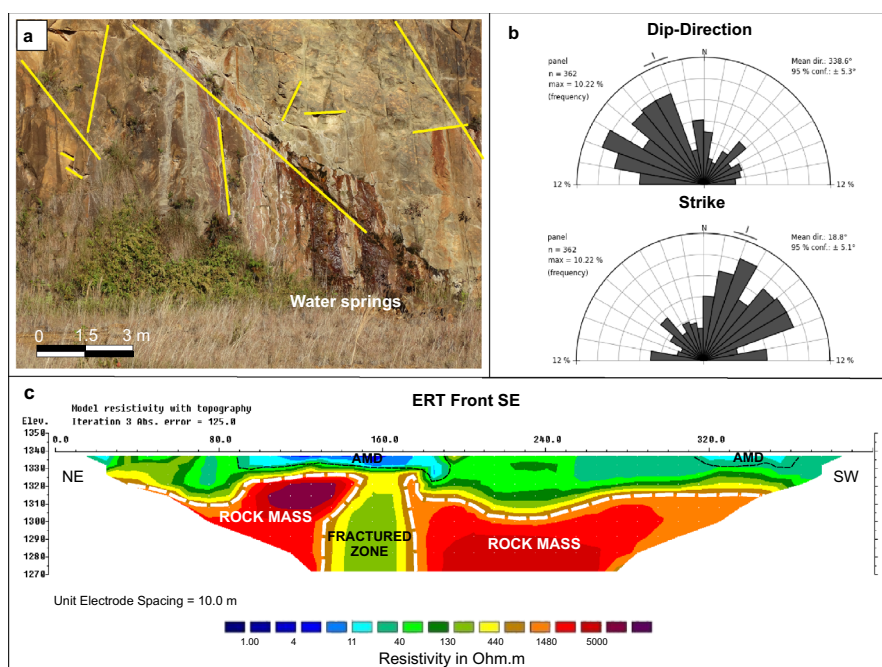 a
Water springs
0 1.5 3 m
b
Dip-Direction
panel
n = 362
max = 10.22 %
(frequency)
N
Mean dir.: 338.6°
95 % conf.: ± 5.3°
12 %
12 %
Strike
panel
n = 362
max = 10.22 %
(frequency)
N
Mean dir.: 18.8°
95 % conf.: ± 5.1°
12 %
12 %
c
ERT Front SE
Model resistivity with topography
Iteration 3 Abs. error = 125.0
Elev.
1350
1340
1330
1320
1310
1300
1290
1280
1270
0.0 80.0 160.0 240.0 320.0
NE
AMD
AMD
SW
ROCK MASS
FRACTURED
ZONE
ROCK MASS
Unit Electrode Spacing = 10.0 m
1.00 4 11 40 130 440 1480 5000
Resistivity in Ohm.m